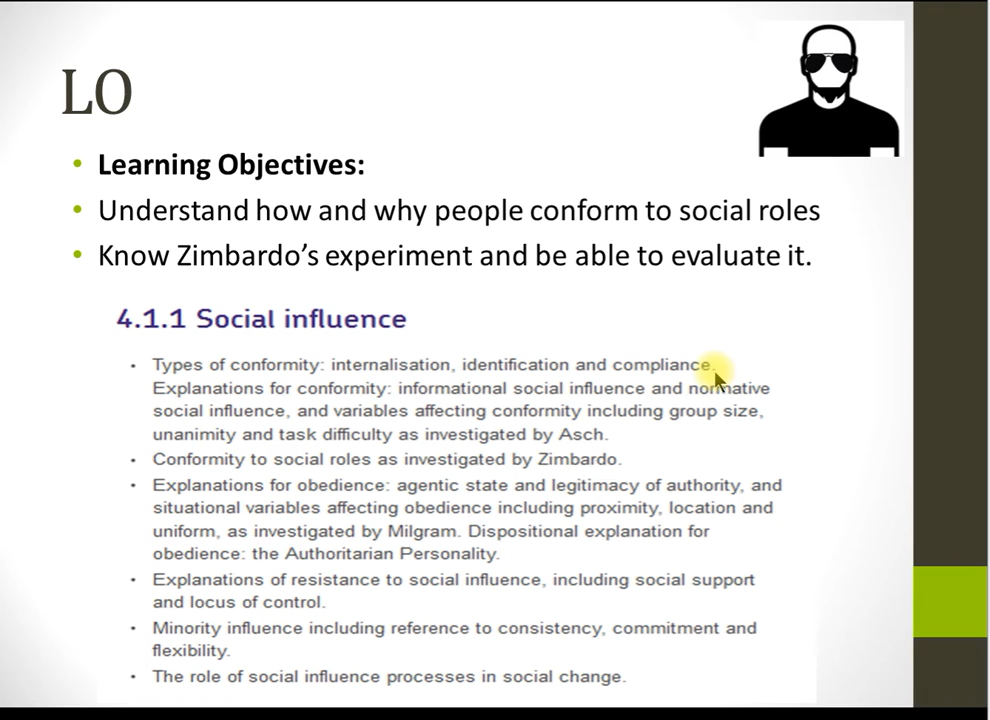 LO
• Learning Objectives:
• Understand how and why people conform to social roles
• Know Zimbardo's experiment and be able to evaluate it.
4.1.1 Social influence
• Types of conformity: internalisation, identification and compliance.
Explanations for conformity: informational social influence and normative
social influence, and variables affecting conformity including group size,
unanimity and task difficulty as investigated by Asch.
• Conformity to social roles as investigated by Zimbardo.
• Explanations for obedience: agentic state and legitimacy of authority, and
situational variables affecting obedience including proximity, location and
uniform, as investigated by Milgram. Dispositional explanation for
obedience: the Authoritarian Personality.
• Explanations of resistance to social influence, including social support
and locus of control.
• Minority influence including reference to consistency, commitment and
flexibility.
• The role of social influence processes in social change.